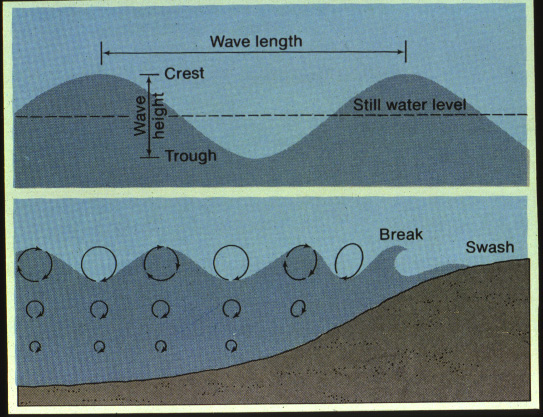 Wave length
Crest
Wave
height
Still water level
Trough
Break
Swash